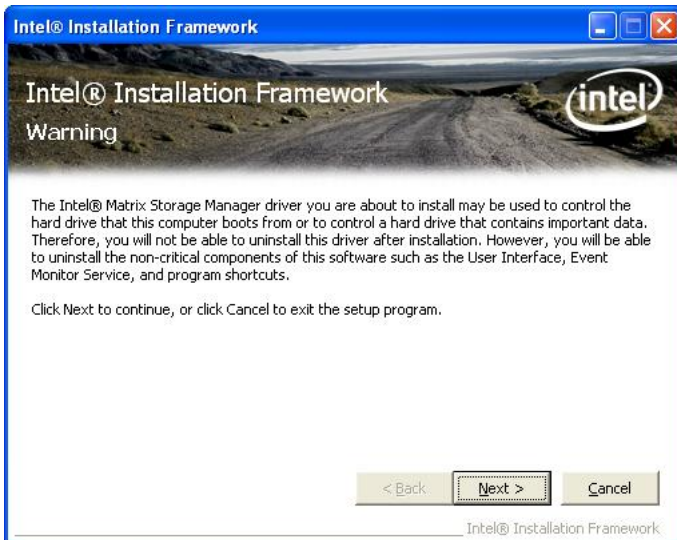 Intel® Installation Framework
Intel® Installation Framework
intel
Warning
The Intel® Matrix Storage Manager driver you are about to install may be used to control the
hard drive that this computer boots from or to control a hard drive that contains important data.
Therefore, you will not be able to uninstall this driver after installation. However, you will be able
to uninstall the non-critical components of this software such as the User Interface, Event
Monitor Service, and program shortcuts.
Click Next to continue, or click Cancel to exit the setup program.
< Back
Next >
Cancel
Intel® Installation Framework